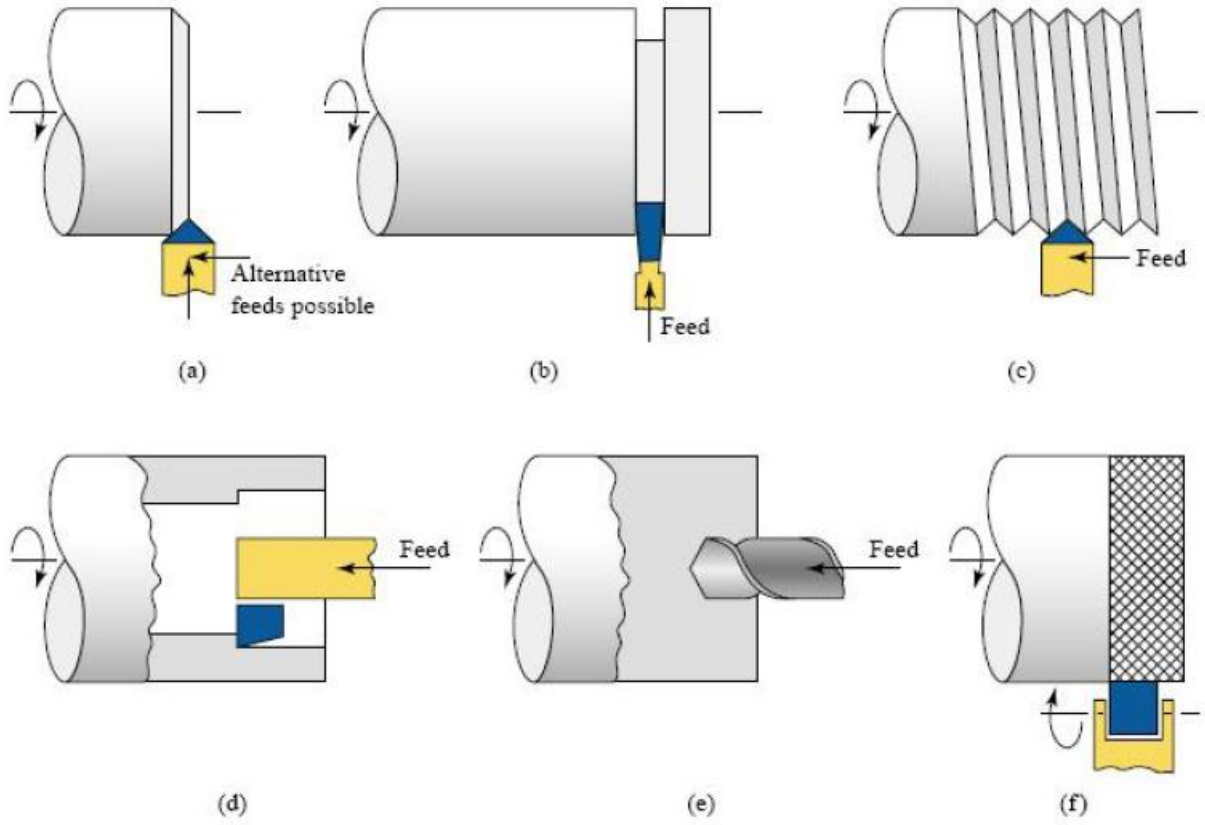 Alternative
feeds possible
Feed
Feed
(a)
(b)
(c)
Feed
Feed
(d)
(e)
(f)